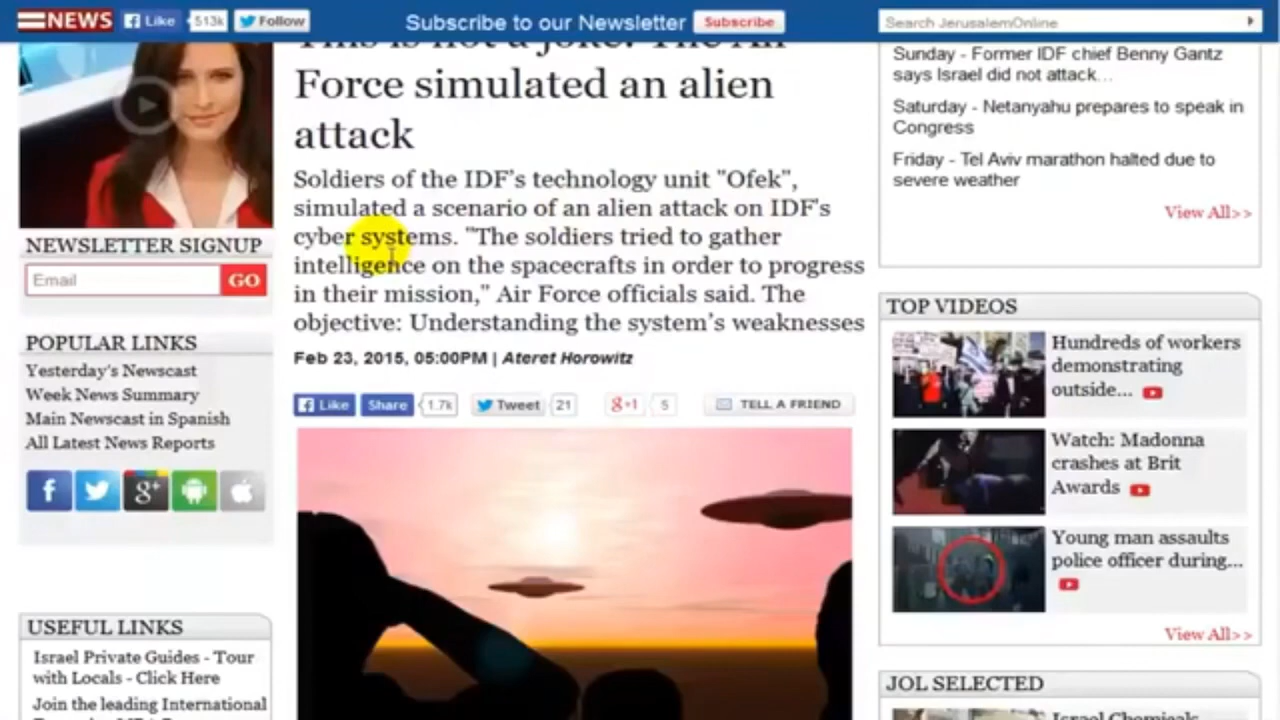 NEWS
Like
513k
Follow
Subscribe to our Newsletter
Subscribe
Search JerusalemOnline
This is not a joke: The Air
Force simulated an alien
attack
Soldiers of the IDF's technology unit "Ofek",
simulated a scenario of an alien attack on IDF's
cyber systems. "The soldiers tried to gather
intelligence on the spacecrafts in order to progress
in their mission," Air Force officials said. The
objective: Understanding the system's weaknesses
Feb 23, 2015, 05:00PM | Ateret Horowitz
Like
Share
1.7k
Tweet
21
g+1
5
TELL A FRIEND
NEWSLETTER SIGNUP
Email
GO
POPULAR LINKS
Yesterday's Newscast
Week News Summary
Main Newscast in Spanish
All Latest News Reports
f
g+
USEFUL LINKS
Israel Private Guides - Tour
with Locals - Click Here
Join the leading International
Sunday - Former IDF chief Benny Gantz
says Israel did not attack...
Saturday - Netanyahu prepares to speak in
Congress
Friday - Tel Aviv marathon halted due to
severe weather
View All>>
TOP VIDEOS
Hundreds of workers
demonstrating
outside...
Watch: Madonna
crashes at Brit
Awards
Young man assaults
police officer during...
View All>>
JOL SELECTED
Israel Chemicals